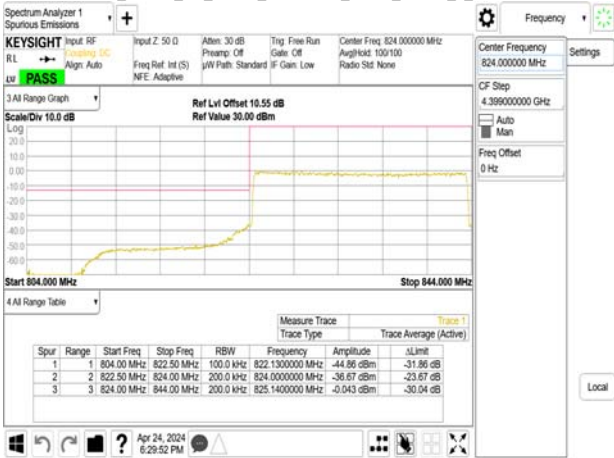 Spectrum Analyzer 1
Spurious Emissions
Frequency
Settings
KEYSIGHT
RL
PASS
Input: RF
Coupling: DC
Align: Auto
Input Z: 50 Ω
Freq Ref: Int (S)
NFE: Adaptive
Atten: 30 dB
Preamp: Off
µW Path: Standard
Trig: Free Run
Gate: Off
IF Gain: Low
Center Freq: 824.000000 MHz
Avg|Hold: 100/100
Radio Std: None
Center Frequency
824.000000 MHz
CF Step
4.399000000 GHz
Auto
Man
Freq Offset
0 Hz
Local
3 All Range Graph
Scale/Div 10.0 dB
Ref Lvl Offset 10.55 dB
Ref Value 30.00 dBm
Log
20.0
10.0
0.00
-10.0
-20.0
-30.0
-40.0
-50.0
-60.0
Start 804.000 MHz
Stop 844.000 MHz
4 All Range Table
Measure Trace Trace 1
Trace Type Trace Average (Active)
Spur Range Start Freq Stop Freq RBW Frequency Amplitude ΔLimit
1 1 804.00 MHz 822.50 MHz 100.0 kHz 822.1300000 MHz -44.86 dBm -31.86 dB
2 2 822.50 MHz 824.00 MHz 200.0 kHz 824.0000000 MHz -36.67 dBm -23.67 dB
3 3 824.00 MHz 844.00 MHz 200.0 kHz 825.1400000 MHz -0.043 dBm -30.04 dB
?
Apr 24, 2024
6:29:52 PM